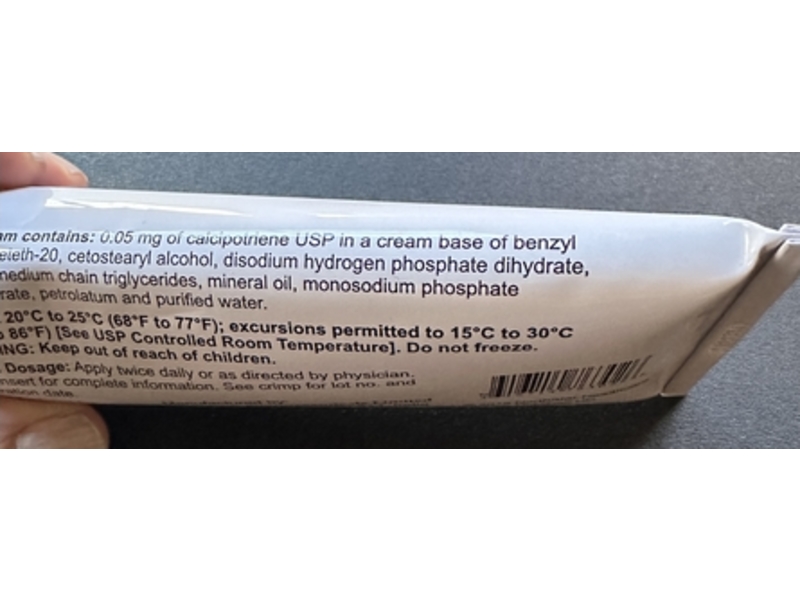 am contains: 0.05 mg of calcipotriene USP in a cream base of benzyl
eteth-20, cetostearyl alcohol, disodium hydrogen phosphate dihydrate,
medium chain triglycerides, mineral oil, monosodium phosphate
rate, petrolatum and purified water.
20°C to 25°C (68°F to 77°F); excursions permitted to 15°C to 30°C
86°F) [See USP Controlled Room Temperature]. Do not freeze.
NG: Keep out of reach of children.
Dosage: Apply twice daily or as directed by physician.
nsert for complete information. See crimp for lot no. and
ration date.